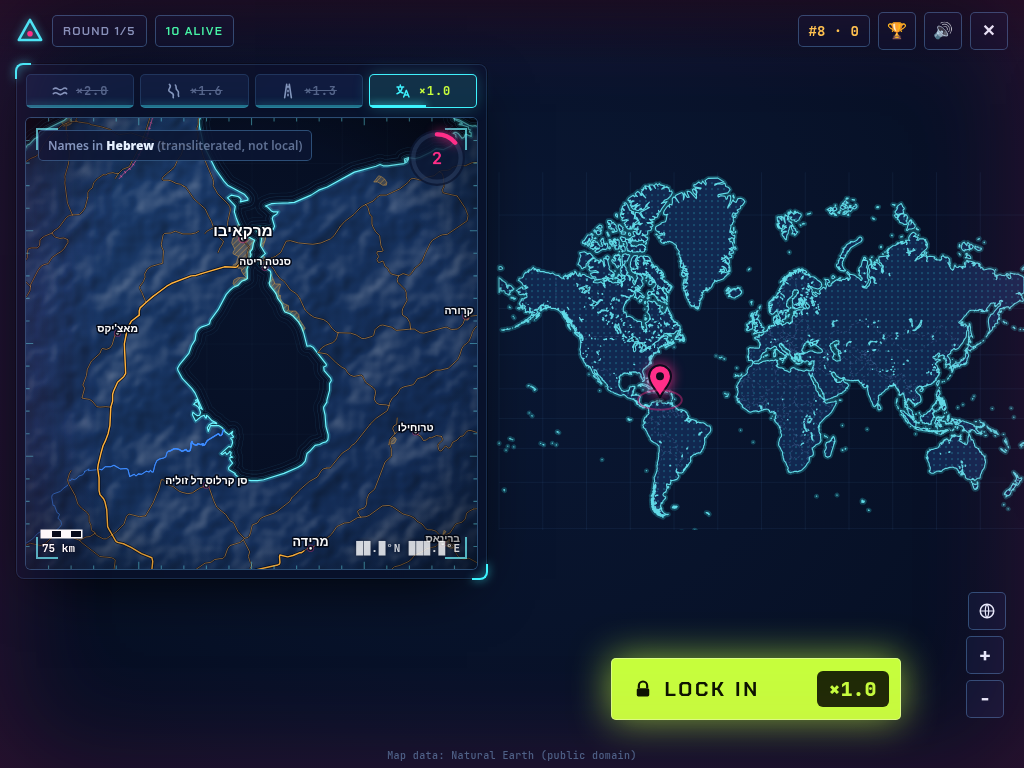 ROUND 1/5
10 ALIVE
#8 · 0
×2.0
×1.6
×1.3
×1.0
Names in Hebrew (transliterated, not local)
2
מרקאיבו
סנטה ריטה
קרורה
מאצ'יקס
טרוחילו
סן קרלוס דל זוליה
ברינאס
מרידה
75 km
°N
°E
LOCK IN
×1.0
+
-
Map data: Natural Earth (public domain)